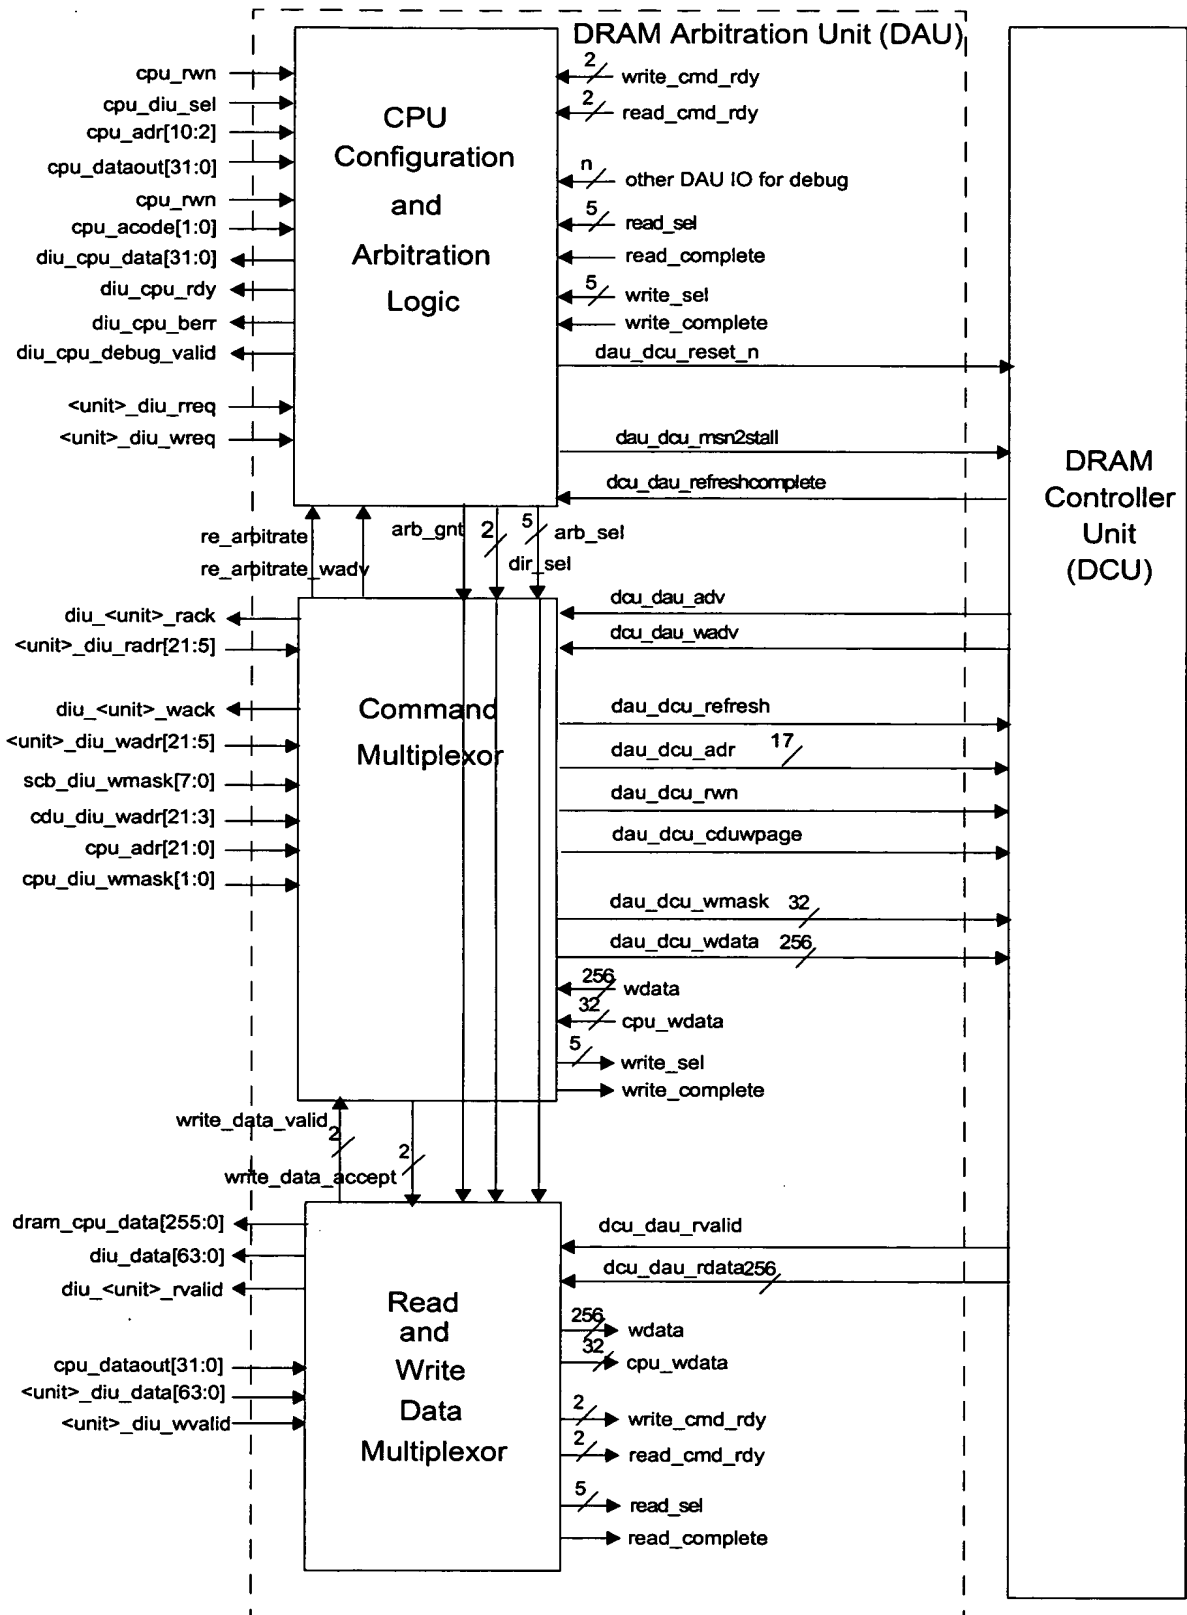 DRAM Arbitration Unit (DAU)
cpu_rwn
cpu_diu_sel
cpu_adr[10:2]
cpu_dataout[31:0]
cpu_rwn
cpu_acode[1:0]
diu_cpu_data[31:0]
diu_cpu_rdy
diu_cpu_berr
diu_cpu_debug_valid
<unit>_diu_rreq
<unit>_diu_wreq
CPU
Configuration
and
Arbitration
Logic
2
write_cmd_rdy
2
read_cmd_rdy
n
other DAU IO for debug
5
read_sel
read_complete
5
write_sel
write_complete
dau_dcu_reset_n
dau_dcu_msn2stall
dcu_dau_refreshcomplete
DRAM
Controller
Unit
(DCU)
re_arbitrate
re_arbitrate_wadv
arb_gnt
2
dir_sel
5
arb_sel
diu_<unit>_rack
<unit>_diu_radr[21:5]
diu_<unit>_wack
<unit>_diu_wadr[21:5]
scb_diu_wmask[7:0]
cdu_diu_wadr[21:3]
cpu_adr[21:0]
cpu_diu_wmask[1:0]
Command
Multiplexor
dcu_dau_adv
dcu_dau_wadv
dau_dcu_refresh
dau_dcu_adr 17
dau_dcu_rwn
dau_dcu_cduwpage
dau_dcu_wmask 32
dau_dcu_wdata 256
256
wdata
32
cpu_wdata
5
write_sel
write_complete
write_data_valid
2
write_data_accept
2
dram_cpu_data[255:0]
diu_data[63:0]
diu_<unit>_rvalid
cpu_dataout[31:0]
<unit>_diu_data[63:0]
<unit>_diu_wvalid
Read
and
Write
Data
Multiplexor
dcu_dau_rvalid
dcu_dau_rdata 256
256
wdata
32
cpu_wdata
2
write_cmd_rdy
2
read_cmd_rdy
5
read_sel
read_complete